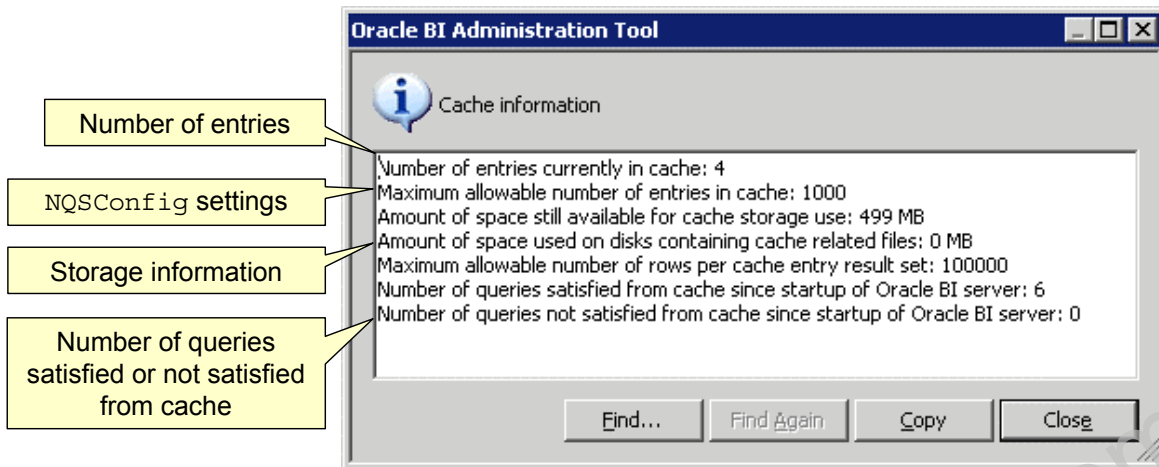 Oracle BI Administration Tool
Cache information
Number of entries
NQSConfig settings
Storage information
Number of queries
satisfied or not satisfied
from cache
Number of entries currently in cache: 4
Maximum allowable number of entries in cache: 1000
Amount of space still available for cache storage use: 499 MB
Amount of space used on disks containing cache related files: 0 MB
Maximum allowable number of rows per cache entry result set: 100000
Number of queries satisfied from cache since startup of Oracle BI server: 6
Number of queries not satisfied from cache since startup of Oracle BI server: 0
Find...
Find Again
Copy
Close